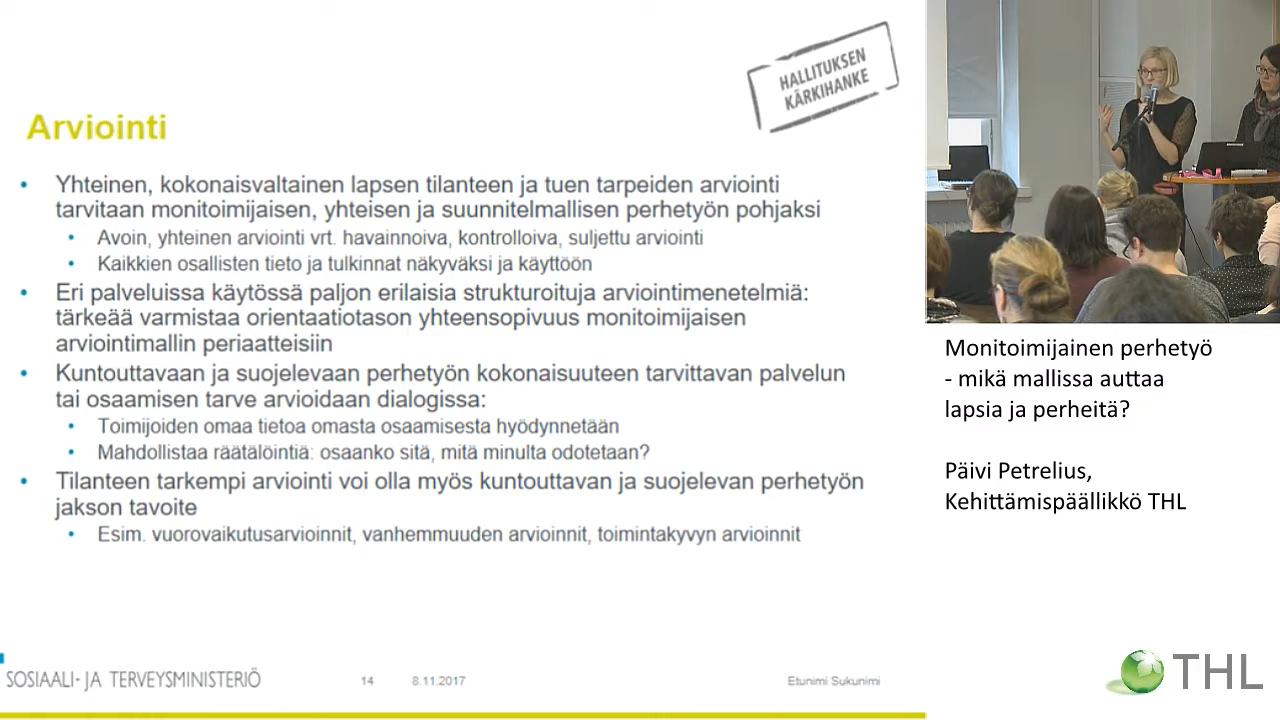 HALLITUKSEN
KÄRKIHANKE
Arviointi
• Yhteinen, kokonaisvaltainen lapsen tilanteen ja tuen tarpeiden arviointi
tarvitaan monitoimijaisen, yhteisen ja suunnitelmallisen perhetyön pohjaksi
• Avoin, yhteinen arviointi vrt. havainnoiva, kontrolloiva, suljettu arviointi
• Kaikkien osallisten tieto ja tulkinnat näkyväksi ja käyttöön
• Eri palveluissa käytössä paljon erilaisia strukturoituja arviointimenetelmiä:
tärkeää varmistaa orientaatiotason yhteensopivuus monitoimijaisen
arviointimallin periaatteisiin
• Kuntouttavaan ja suojelevaan perhetyön kokonaisuuteen tarvittavan palvelun
tai osaamisen tarve arvioidaan dialogissa:
• Toimijoiden omaa tietoa omasta osaamisesta hyödynnetään
• Mahdollistaa räätälöintiä: osaanko sitä, mitä minulta odotetaan?
• Tilanteen tarkempi arviointi voi olla myös kuntouttavan ja suojelevan perhetyön
jakson tavoite
• Esim. vuorovaikutusarvioinnit, vanhemmuuden arvioinnit, toimintakyvyn arvioinnit
SOSIAALI- JA TERVEYSMINISTERIÖ
14
8.11.2017
Etunimi Sukunimi
Monitoimijainen perhetyö
- mikä mallissa auttaa
lapsia ja perheitä?
Päivi Petrelius,
Kehittämispäällikkö THL
THL